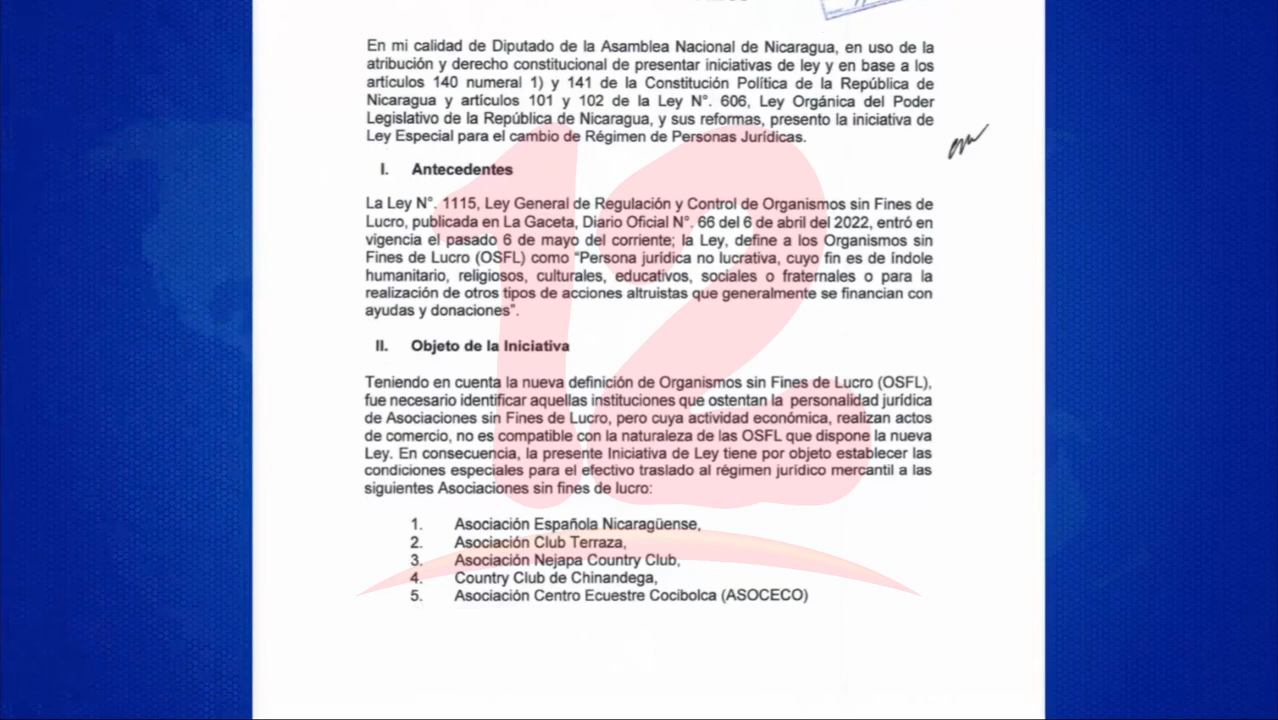 En mi calidad de Diputado de la Asamblea Nacional de Nicaragua, en uso de la
atribución y derecho constitucional de presentar iniciativas de ley y en base a los
artículos 140 numeral 1) y 141 de la Constitución Política de la República de
Nicaragua y artículos 101 y 102 de la Ley N°. 606, Ley Orgánica del Poder
Legislativo de la República de Nicaragua, y sus reformas, presento la iniciativa de
Ley Especial para el cambio de Régimen de Personas Jurídicas.
I. Antecedentes
La Ley N°. 1115, Ley General de Regulación y Control de Organismos sin Fines de
Lucro, publicada en La Gaceta, Diario Oficial N°. 66 del 6 de abril del 2022, entró en
vigencia el pasado 6 de mayo del corriente; la Ley, define a los Organismos sin
Fines de Lucro (OSFL) como "Persona jurídica no lucrativa, cuyo fin es de índole
humanitario, religiosos, culturales, educativos, sociales o fraternales o para la
realización de otros tipos de acciones altruistas que generalmente se financian con
ayudas y donaciones".
II. Objeto de la Iniciativa
Teniendo en cuenta la nueva definición de Organismos sin Fines de Lucro (OSFL),
fue necesario identificar aquellas instituciones que ostentan la personalidad jurídica
de Asociaciones sin Fines de Lucro, pero cuya actividad económica, realizan actos
de comercio, no es compatible con la naturaleza de las OSFL que dispone la nueva
Ley. En consecuencia, la presente Iniciativa de Ley tiene por objeto establecer las
condiciones especiales para el efectivo traslado al régimen jurídico mercantil a las
siguientes Asociaciones sin fines de lucro:
1. Asociación Española Nicaragüense,
2. Asociación Club Terraza,
3. Asociación Nejapa Country Club,
4. Country Club de Chinandega,
5. Asociación Centro Ecuestre Cocibolca (ASOCECO)
12